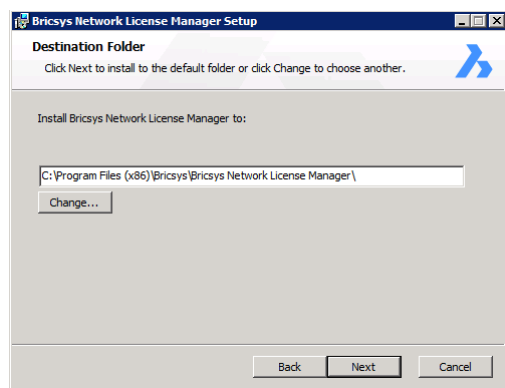 Bricsys Network License Manager Setup
Destination Folder
Click Next to install to the default folder or click Change to choose another.
Install Bricsys Network License Manager to:
C:\Program Files (x86)\Bricsys\Bricsys Network License Manager\
Change...
Back Next Cancel